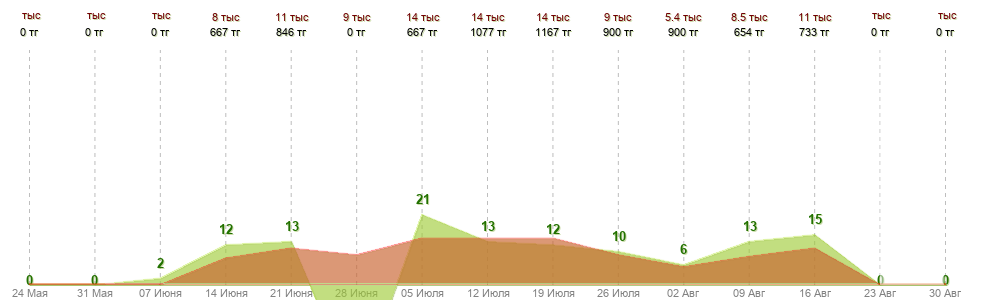 тыс тыс тыс 8 тыс 11 тыс 9 тыс 14 тыс 14 тыс 14 тыс 9 тыс 5.4 тыс 8.5 тыс 11 тыс тыс тыс
0 тг 0 тг 0 тг 667 тг 846 тг 0 тг 667 тг 1077 тг 1167 тг 900 тг 900 тг 654 тг 733 тг 0 тг 0 тг
21
12 13 13 12 10 13 15
6
0 0 2 0 0
24 Мая 31 Мая 07 Июня 14 Июня 21 Июня 28 Июня 05 Июля 12 Июля 19 Июля 26 Июля 02 Авг 09 Авг 16 Авг 23 Авг 30 Авг